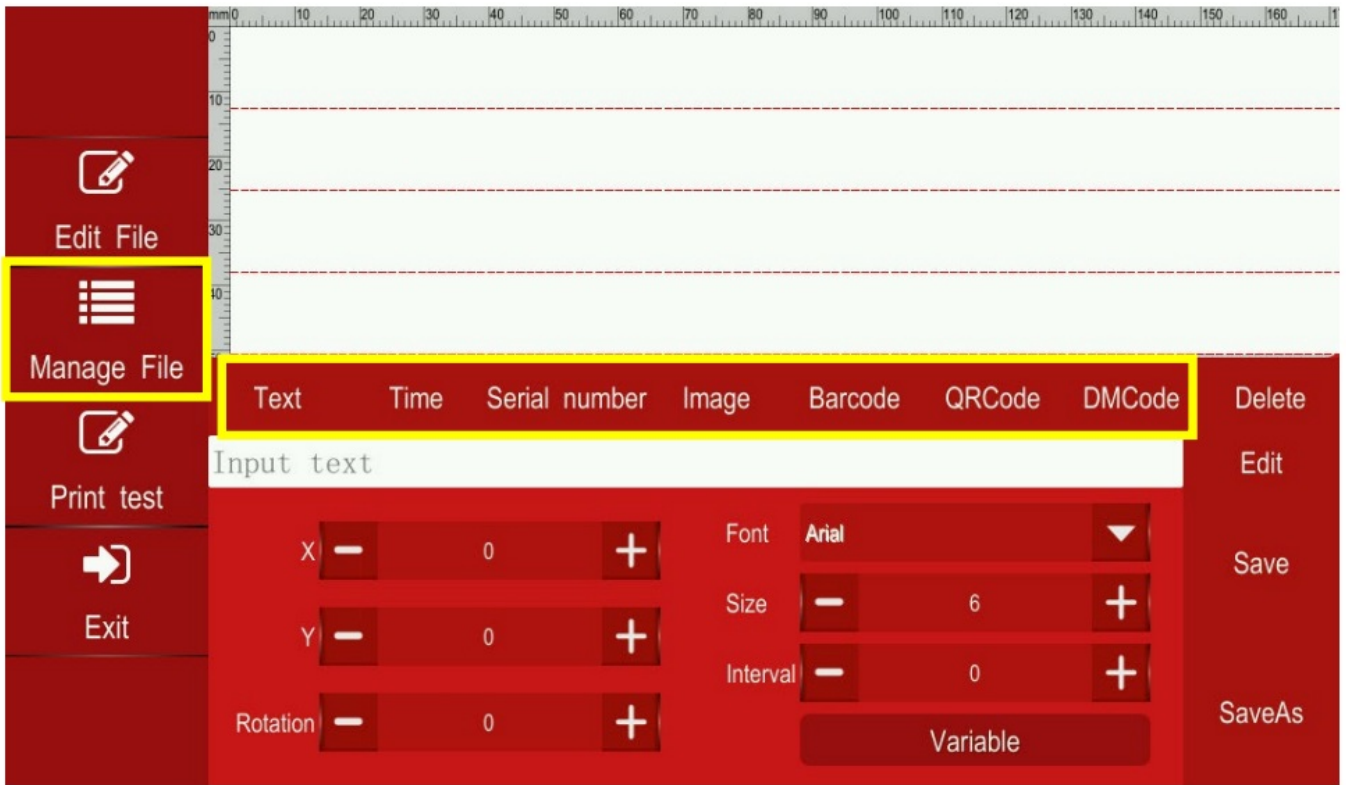 mm0 10 20 30 40 50 60 70 80 90 100 110 120 130 140 150 160
0
10
20
Edit File
30
40
Manage File
Text Time Serial number Image Barcode QRCode DMCode Delete
Input text
Edit
Print test
X 0
Font Arial
Save
Size 6
Exit
Y 0
Interval 0
Rotation 0
SaveAs
Variable